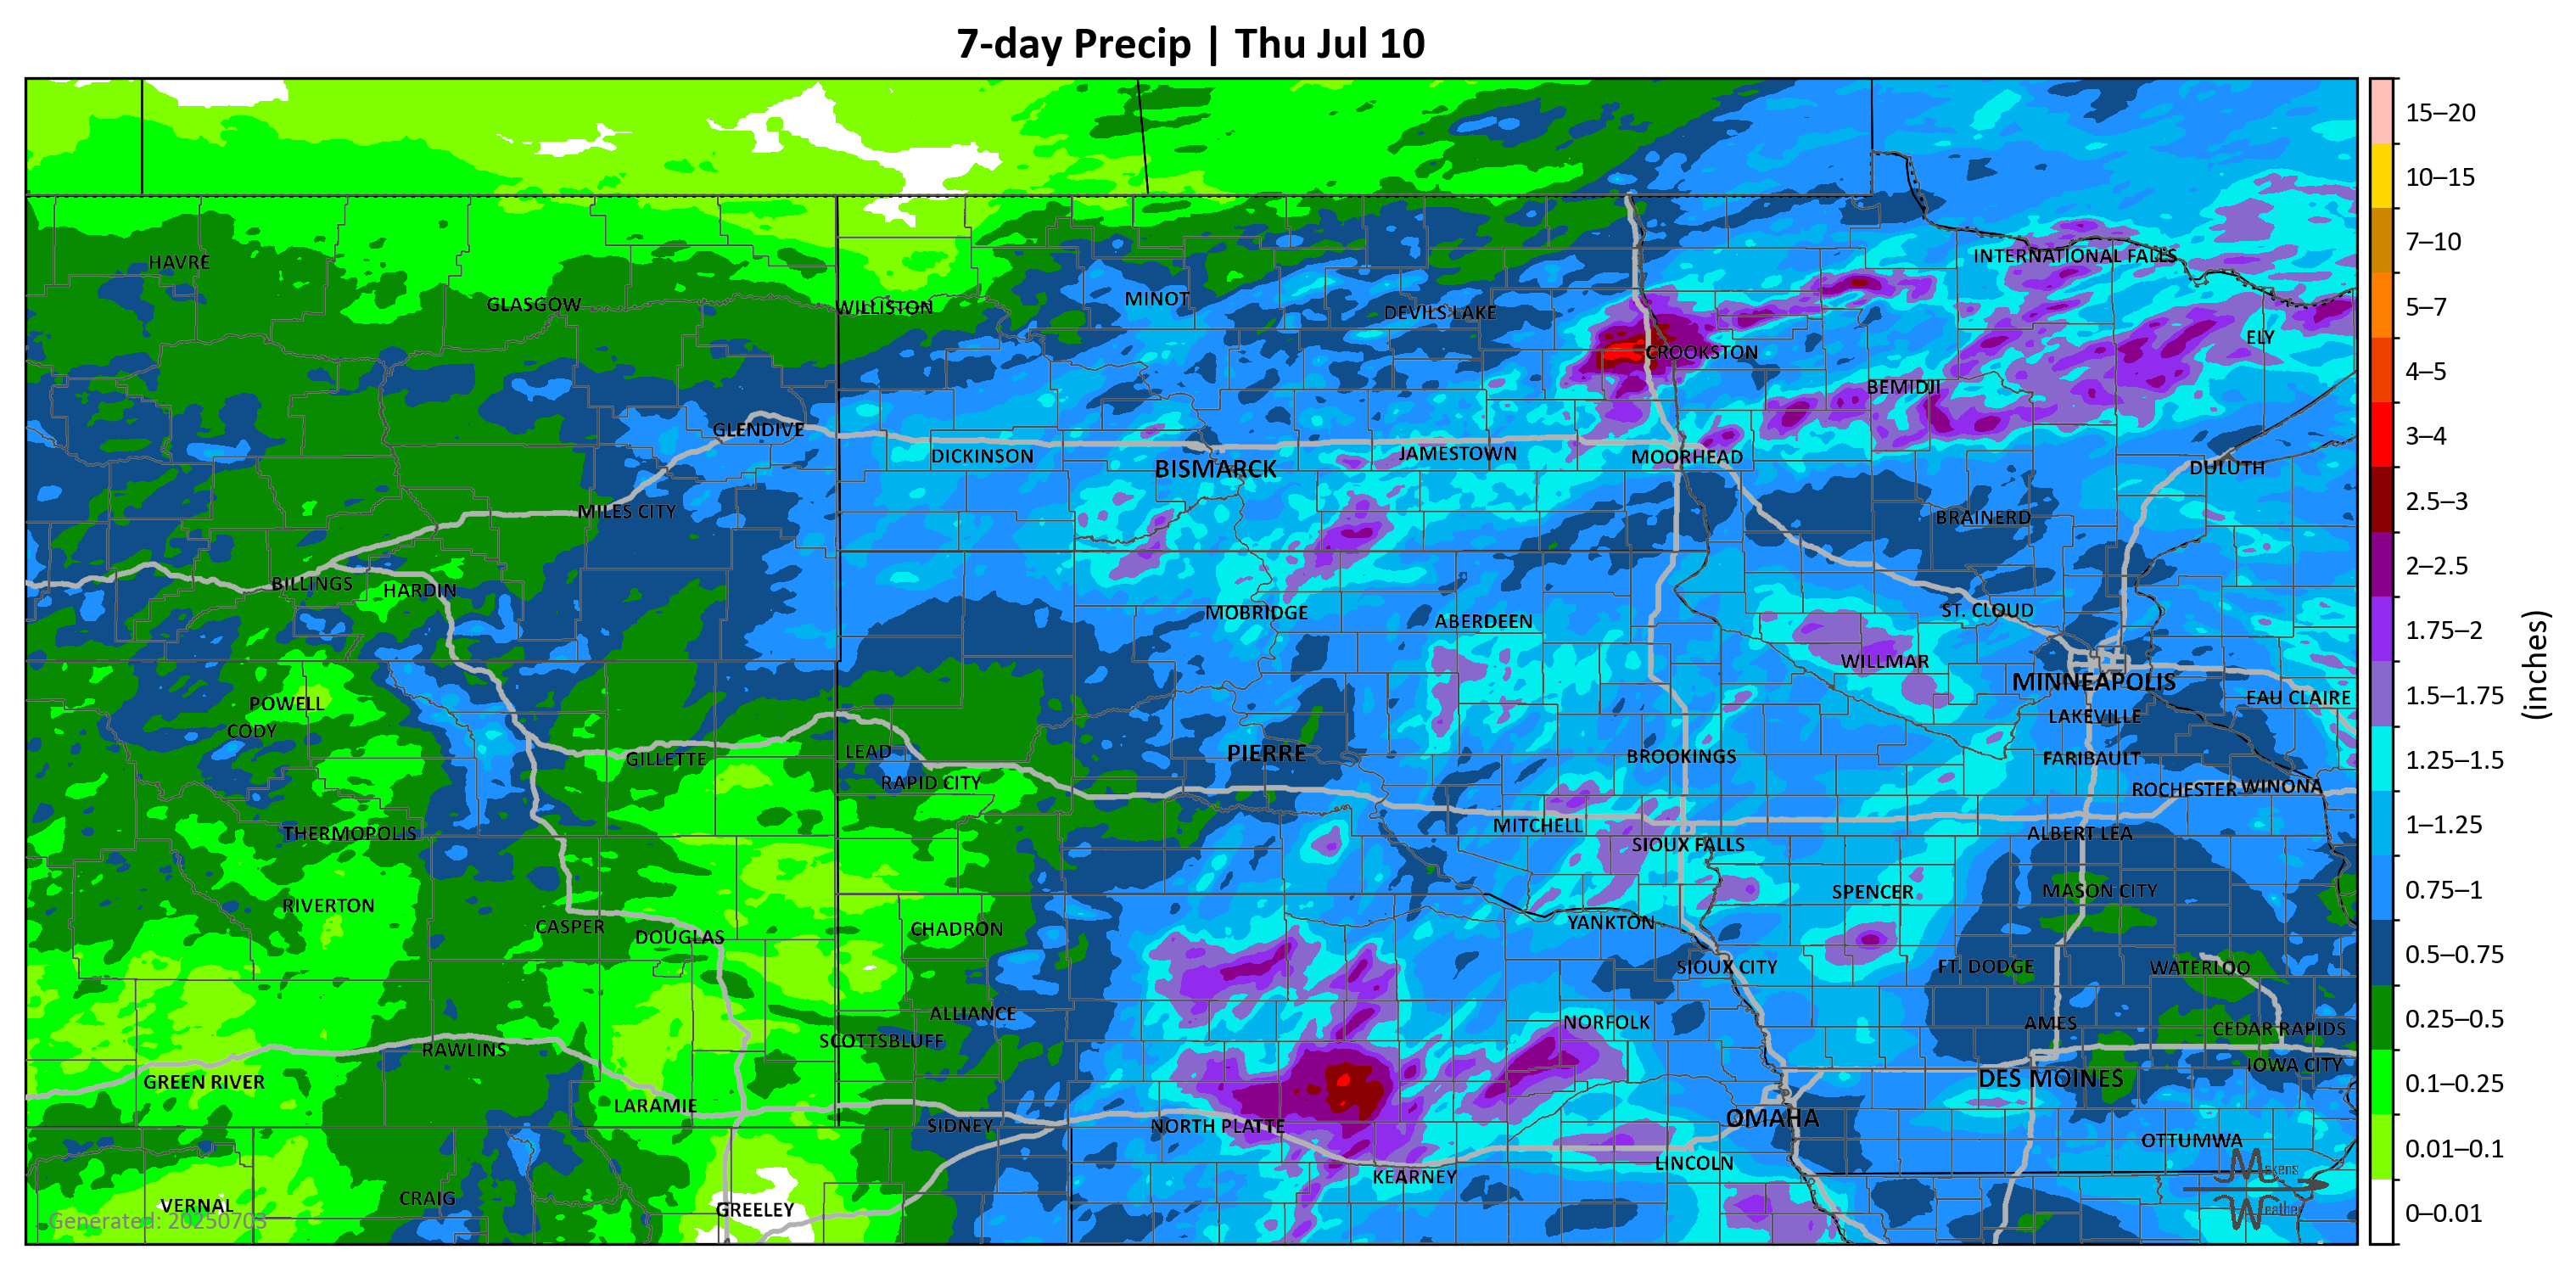 7-day Precip | Thu Jul 10
15–20
10–15
7–10
5–7
4–5
3–4
2.5–3
2–2.5
1.75–2
1.5–1.75
1.25–1.5
1–1.25
0.75–1
0.5–0.75
0.25–0.5
0.1–0.25
0.01–0.1
0–0.01
(inches)
INTERNATIONAL FALLS
HAVRE
GLASGOW
WILLISTON
MINOT
DEVILS LAKE
ELY
CROOKSTON
BEMIDJI
GLENDIVE
DICKINSON
BISMARCK
JAMESTOWN
MOORHEAD
DULUTH
MILES CITY
BRAINERD
BILLINGS
HARDIN
MOBRIDGE
ABERDEEN
ST. CLOUD
WILLMAR
MINNEAPOLIS
EAU CLAIRE
POWELL
CODY
LAKEVILLE
LEAD
GILLETTE
PIERRE
BROOKINGS
FARIBAULT
RAPID CITY
ROCHESTER
WINONA
THERMOPOLIS
MITCHELL
SIOUX FALLS
ALBERT LEA
RIVERTON
SPENCER
MASON CITY
CASPER
DOUGLAS
CHADRON
YANKTON
SIOUX CITY
FT. DODGE
WATERLOO
ALLIANCE
SCOTTSBLUFF
NORFOLK
AMES
CEDAR RAPIDS
RAWLINS
IOWA CITY
GREEN RIVER
DES MOINES
LARAMIE
SIDNEY
NORTH PLATTE
OMAHA
OTTUMWA
LINCOLN
KEARNEY
VERNAL
CRAIG
GREELEY
Generated: 20250703
Makens
Weather